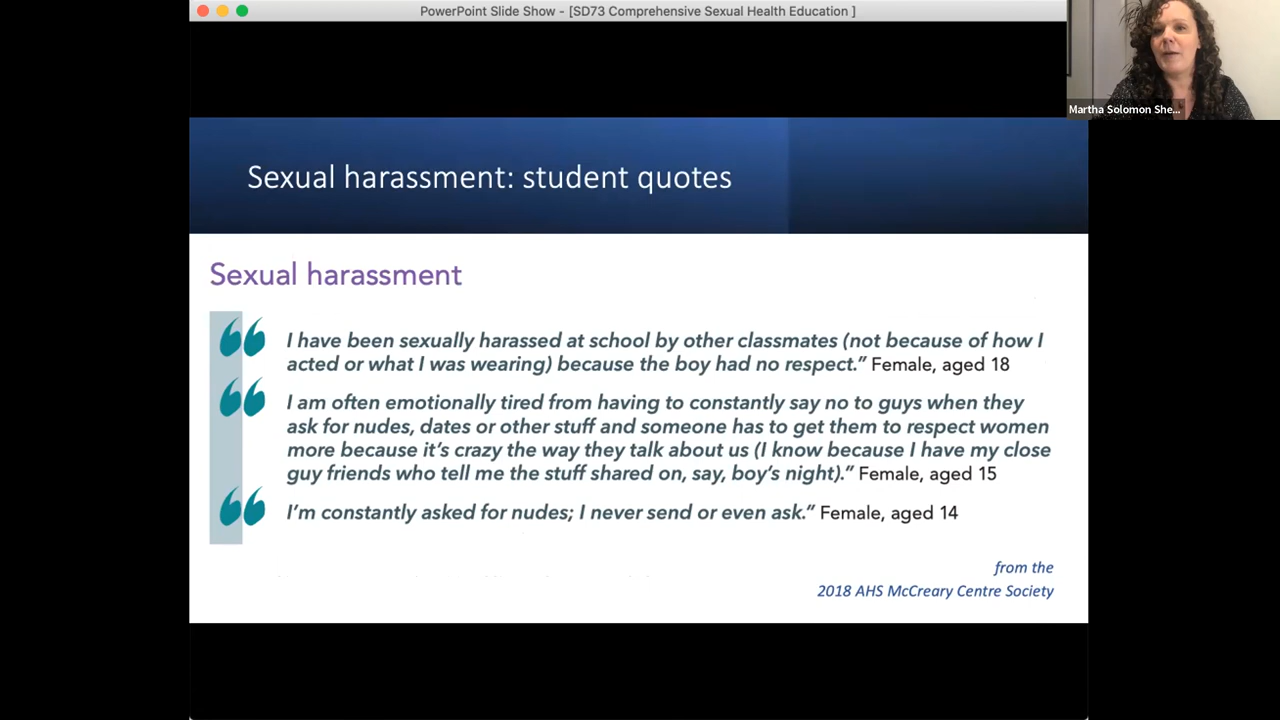 PowerPoint Slide Show - [SD73 Comprehensive Sexual Health Education ]
Martha Solomon She...
Sexual harassment: student quotes
Sexual harassment
“ I have been sexually harassed at school by other classmates (not because of how I
acted or what I was wearing) because the boy had no respect.” Female, aged 18
“ I am often emotionally tired from having to constantly say no to guys when they
ask for nudes, dates or other stuff and someone has to get them to respect women
more because it’s crazy the way they talk about us (I know because I have my close
guy friends who tell me the stuff shared on, say, boy’s night).” Female, aged 15
“ I’m constantly asked for nudes; I never send or even ask.” Female, aged 14
from the
2018 AHS McCreary Centre Society